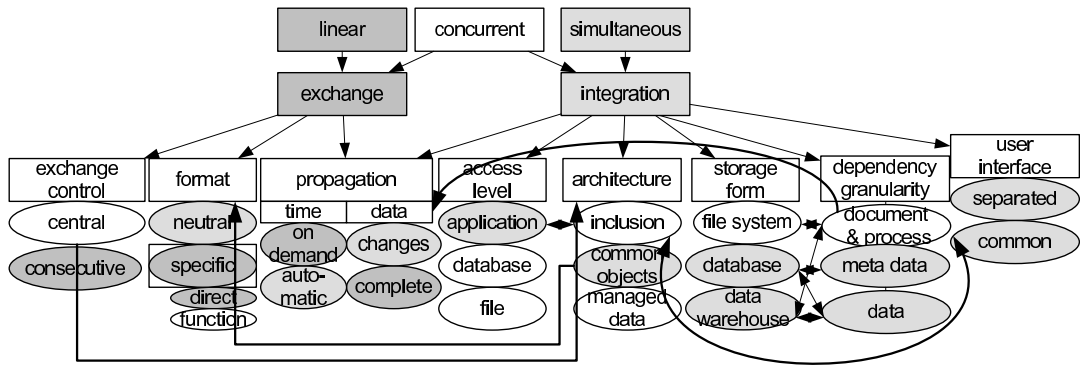 linear
concurrent
simultaneous
exchange
integration
exchange
control
format
propagation
time
data
access
level
architecture
storage
form
dependency
granularity
user
interface
central
consecutive
neutral
specific
direct
function
on
demand
auto-
matic
changes
complete
application
database
file
inclusion
common
objects
managed
data
file system
database
data
warehouse
document
& process
meta data
data
separated
common